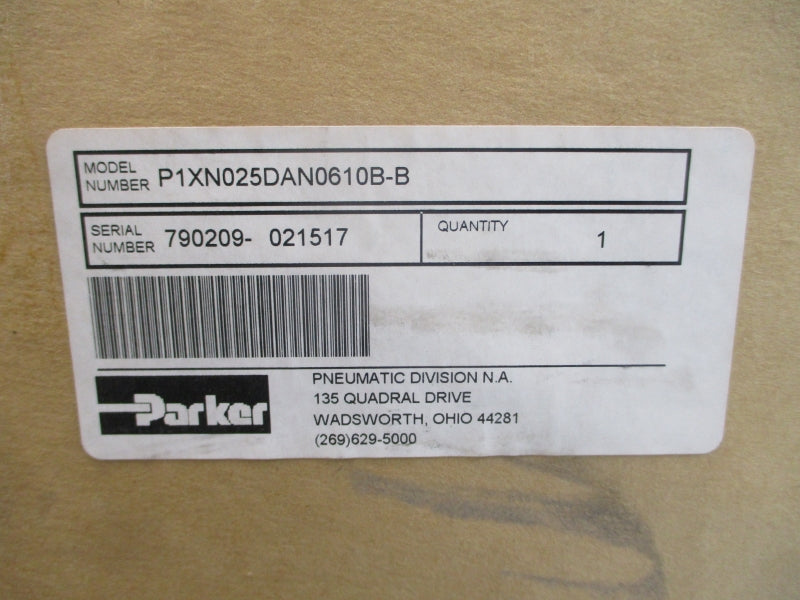 MODEL NUMBER P1XN025DAN0610B-B
SERIAL NUMBER 790209- 021517 QUANTITY 1
Parker
PNEUMATIC DIVISION N.A.
135 QUADRAL DRIVE
WADSWORTH, OHIO 44281
(269)629-5000